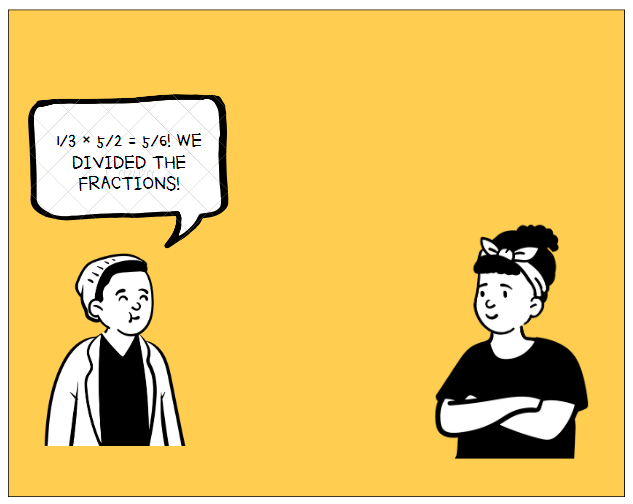 1/3 × 5/2 = 5/6! WE
DIVIDED THE
FRACTIONS!